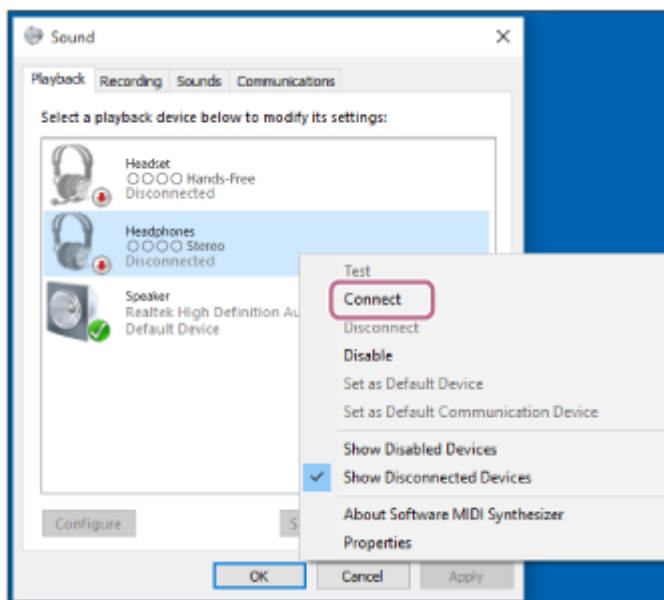 Sound
Playback Recording Sounds Communications
Select a playback device below to modify its settings:
Headset
○○○○ Hands-Free
Disconnected
Headphones
○○○○ Stereo
Disconnected
Speaker
Realtek High Definition Au
Default Device
Test
Connect
Disconnect
Disable
Set as Default Device
Set as Default Communication Device
Show Disabled Devices
Show Disconnected Devices
About Software MIDI Synthesizer
Properties
Configure S
OK Cancel Apply